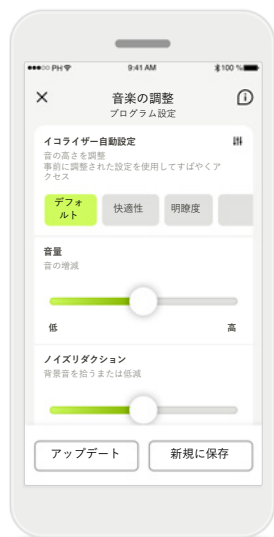 PH 9:41 AM 100 %
音楽の調整
プログラム設定
イコライザー自動設定
音の高さを調整
事前に調整された設定を使用してすばやくア
クセス
デフォ
ルト
快適性
明瞭度
音量
音の増減
低 高
ノイズリダクション
背景音を拾うまたは低減
アップデート 新規に保存